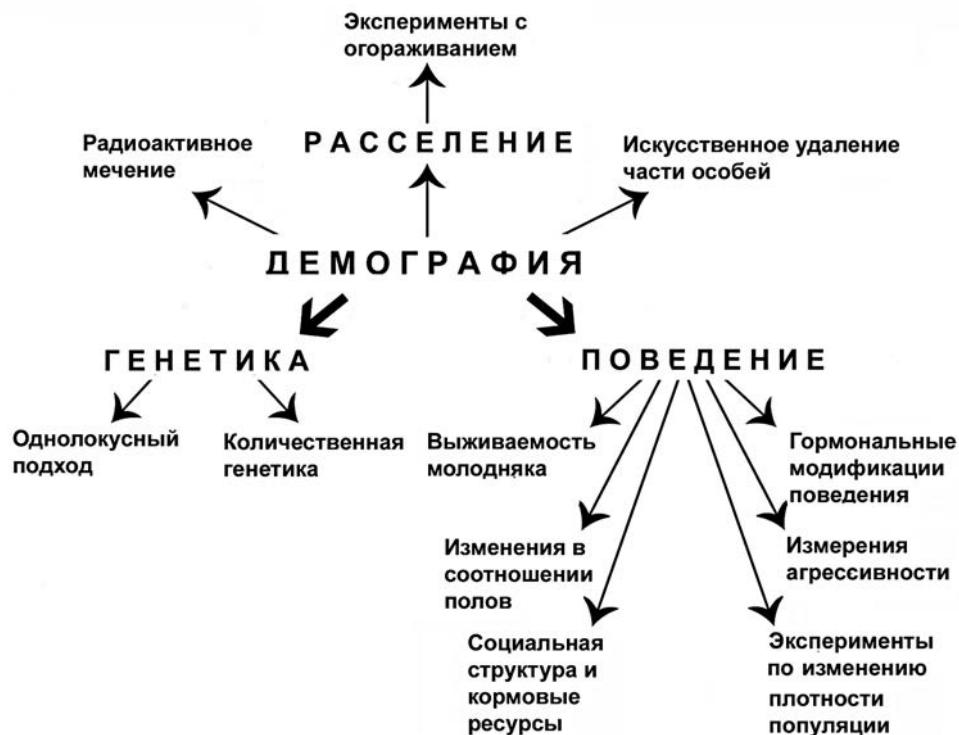 Эксперименты с
огораживанием
РАССЕЛЕНИЕ
Радиоактивное
мечение
Искусственное удаление
части особей
ДЕМОГРАФИЯ
ГЕНЕТИКА
ПОВЕДЕНИЕ
Однолокусный
подход
Количественная
генетика
Выживаемость
молодняка
Гормональные
модификации
поведения
Изменения в
соотношении
полов
Измерения
агрессивности
Социальная
структура и
кормовые
ресурсы
Эксперименты
по изменению
плотности
популяции